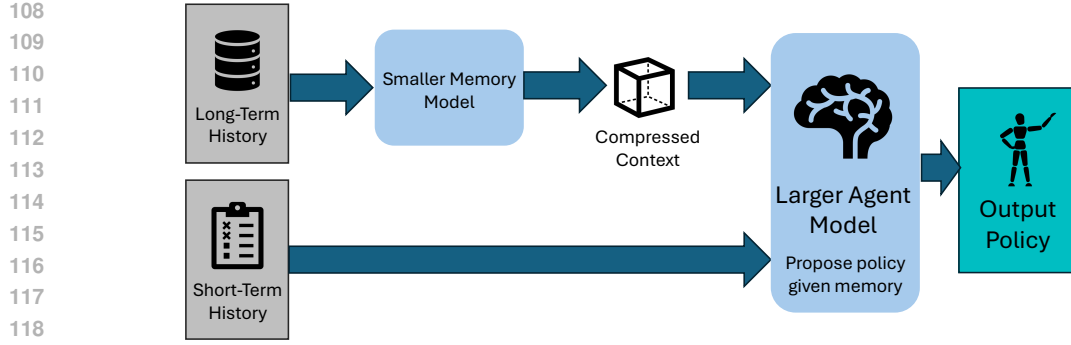 108
109
110
111
112
113
114
115
116
117
118
Long-Term
History
Smaller Memory
Model
Compressed
Context
Short-Term
History
Larger Agent
Model
Propose policy
given memory
Output
Policy